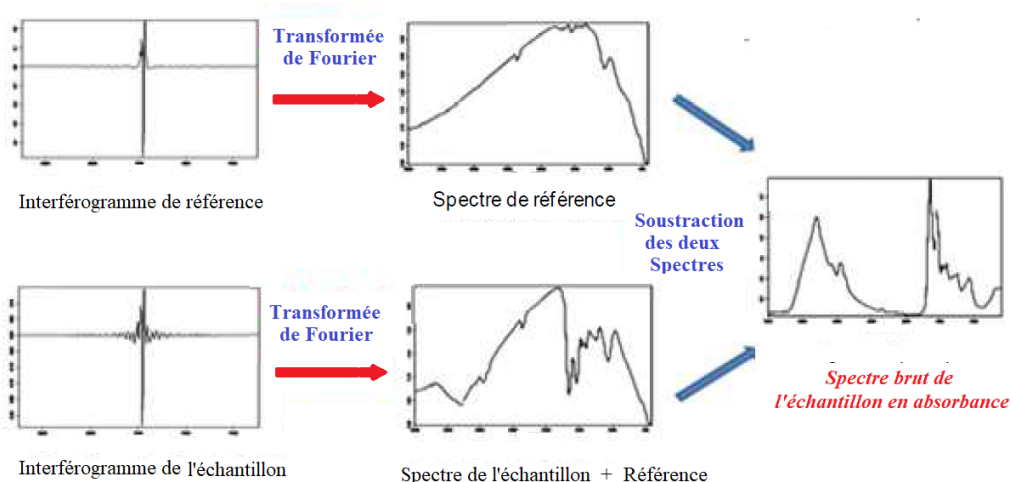 Transformée
de Fourier
Interférogramme de référence
Spectre de référence
Soustraction
des deux
Spectres
Transformée
de Fourier
Spectre brut de
l'échantillon en absorbance
Interférogramme de l'échantillon
Spectre de l'échantillon + Référence